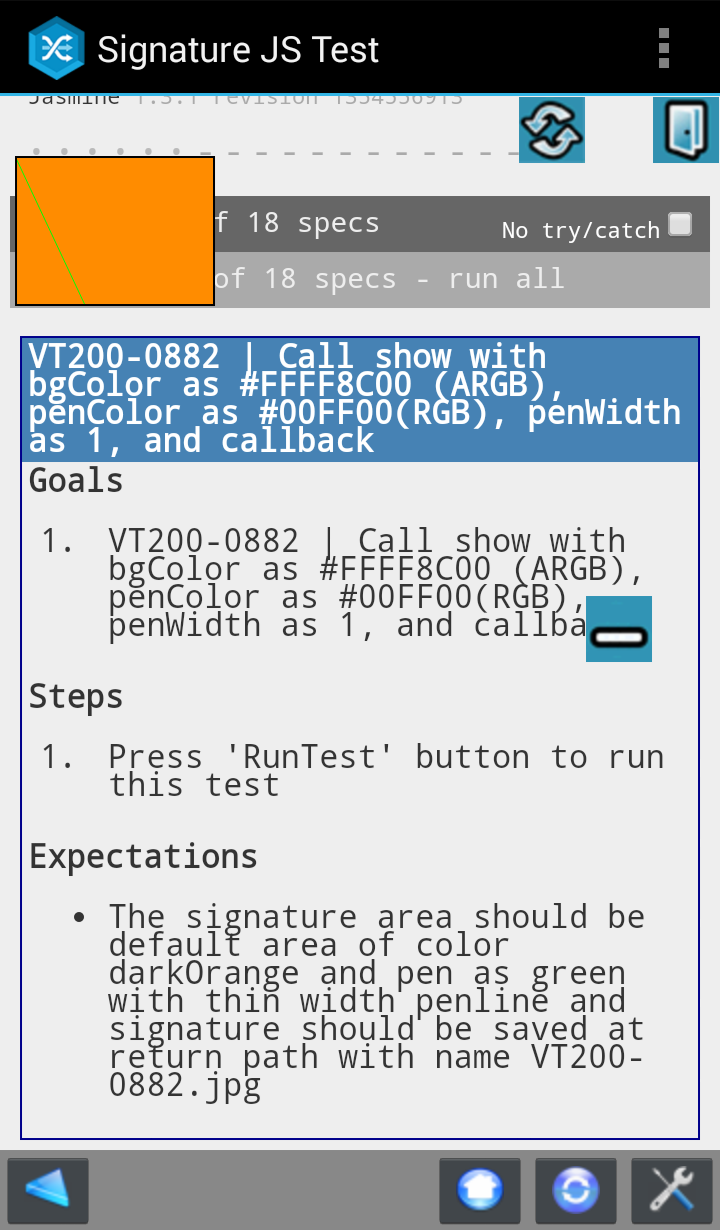 Signature JS Test
Jasmine 1.3.1 revision 1354556913
of 18 specs
No try/catch
of 18 specs - run all
VT200-0882 | Call show with
bgColor as #FFFF8C00 (ARGB),
penColor as #00FF00(RGB), penWidth
as 1, and callback
Goals
1. VT200-0882 | Call show with
bgColor as #FFFF8C00 (ARGB),
penColor as #00FF00(RGB),
penWidth as 1, and callba
Steps
1. Press 'RunTest' button to run
this test
Expectations
• The signature area should be
default area of color
darkOrange and pen as green
with thin width penline and
signature should be saved at
return path with name VT200-
0882.jpg